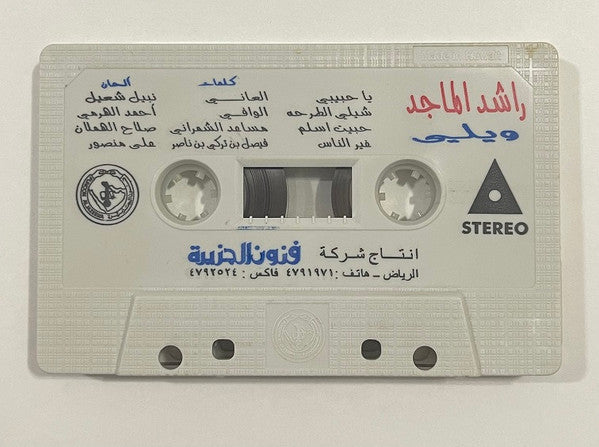 راشد الماجد
ويلي
كلمات ألحان
يا حبيبي العاني نبيل شعيل
شيلي الطرحه الوافي أحمد الهرمي
حبيت اسلم مساعد الشمراني صلاح الهملان
غير الناس فيصل بن تركي بن ناصر علي منصور
STEREO
انتاج شركة فنون الجزيرة
الرياض - هاتف : ٤٧٩١٩٧١ فاكس : ٤٧٩٢٥٢٤